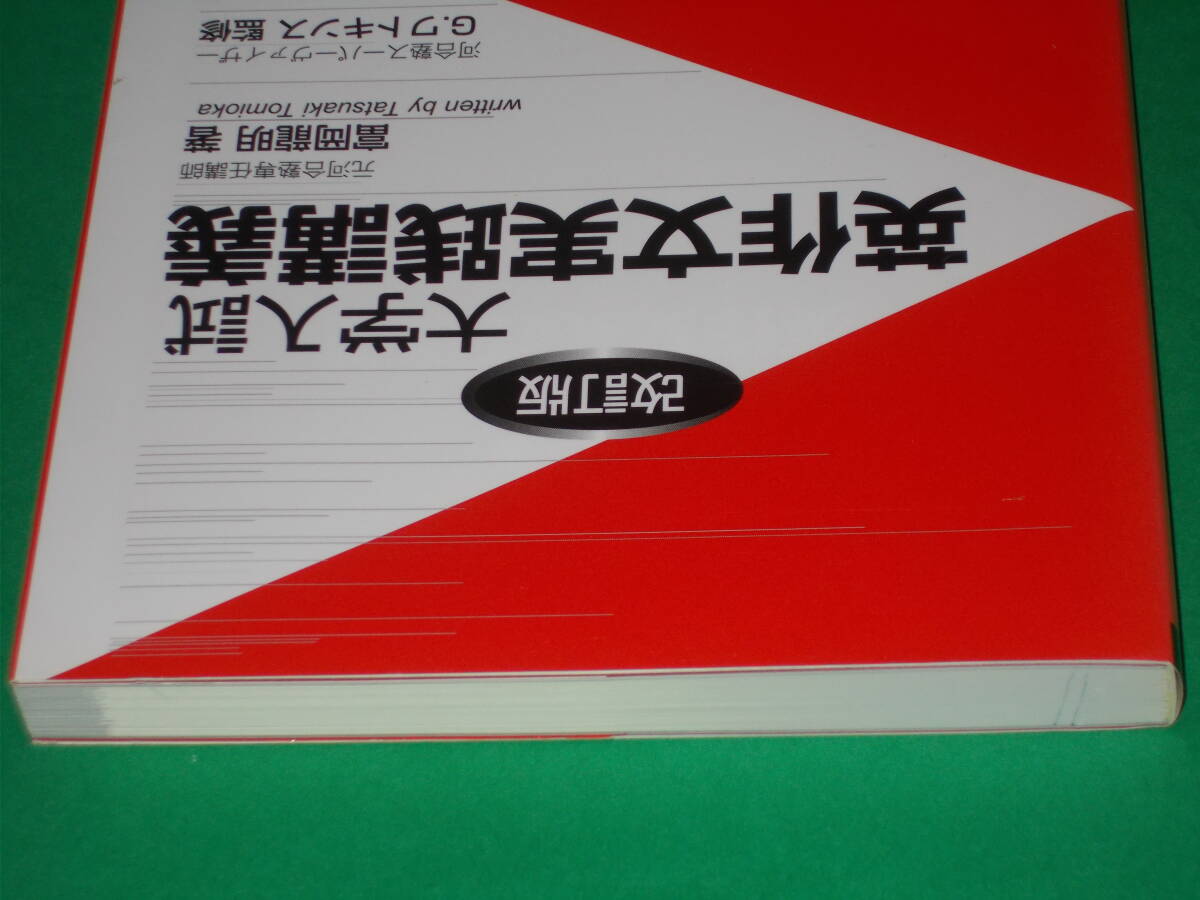 改訂版
大学入試
英作文実践講義
元河合塾専任講師
富岡龍明 著
written by Tatsuaki Tomioka
河合塾スーパーヴァイザー
G.ワトキンス 監修